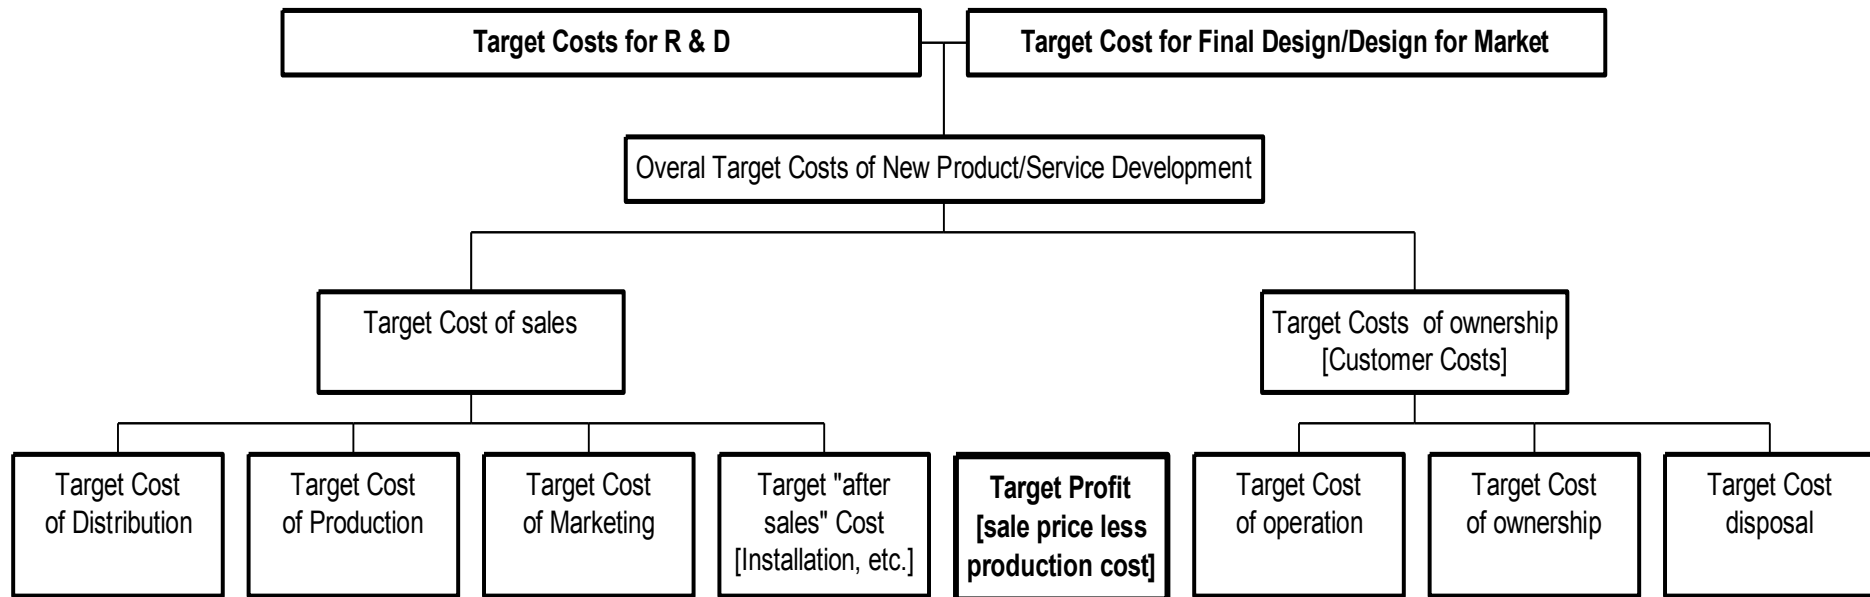 Target Costs for R & D
Target Cost for Final Design/Design for Market
Overal Target Costs of New Product/Service Development
Target Cost of sales
Target Costs of ownership
[Customer Costs]
Target Cost
of Distribution
Target Cost
of Production
Target Cost
of Marketing
Target "after
sales" Cost
[Installation, etc.]
Target Profit
[sale price less
production cost]
Target Cost
of operation
Target Cost
of ownership
Target Cost
disposal